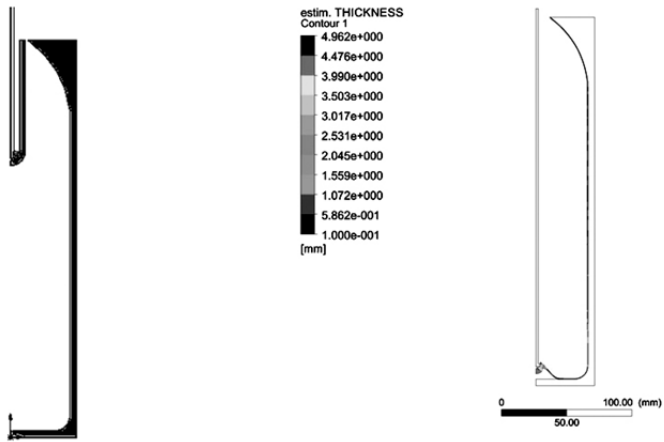 estim. THICKNESS
Contour 1
4.962e+000
4.476e+000
3.990e+000
3.503e+000
3.017e+000
2.531e+000
2.045e+000
1.559e+000
1.072e+000
5.862e-001
1.000e-001
[mm]
0 100.00 (mm)
50.00